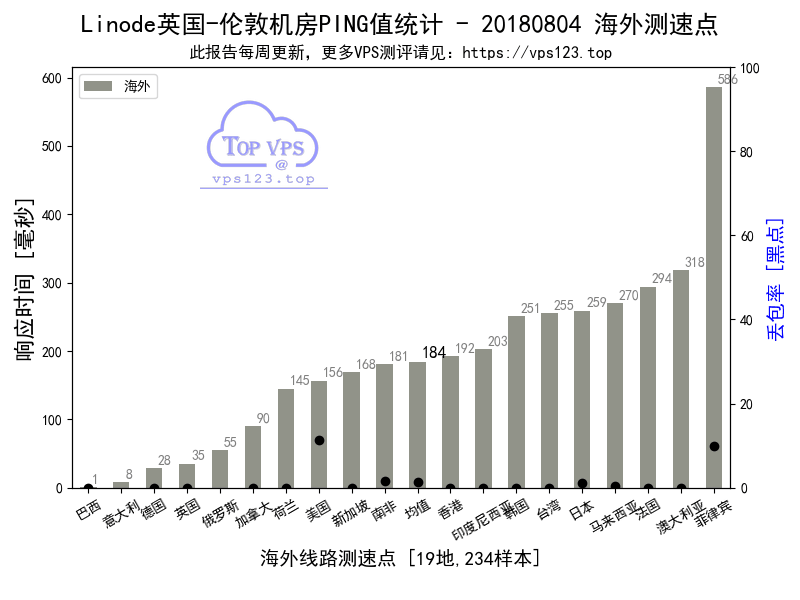 Linode英国-伦敦机房PING值统计 - 20180804 海外测速点
此报告每周更新，更多VPS测评请见：https://vps123.top
海外
TOP VPS
@
vps123.top
响应时间 [毫秒]
600
500
400
300
200
100
0
丢包率 [黑点]
100
80
60
40
20
0
1
8
28
35
55
90
145
156
168
181
184
192
203
251
255
259
270
294
318
586
巴西
意大利
德国
英国
俄罗斯
加拿大
荷兰
美国
新加坡
南非
均值
香港
印度尼西亚
韩国
台湾
日本
马来西亚
法国
澳大利亚
菲律宾
海外线路测速点 [19地,234样本]